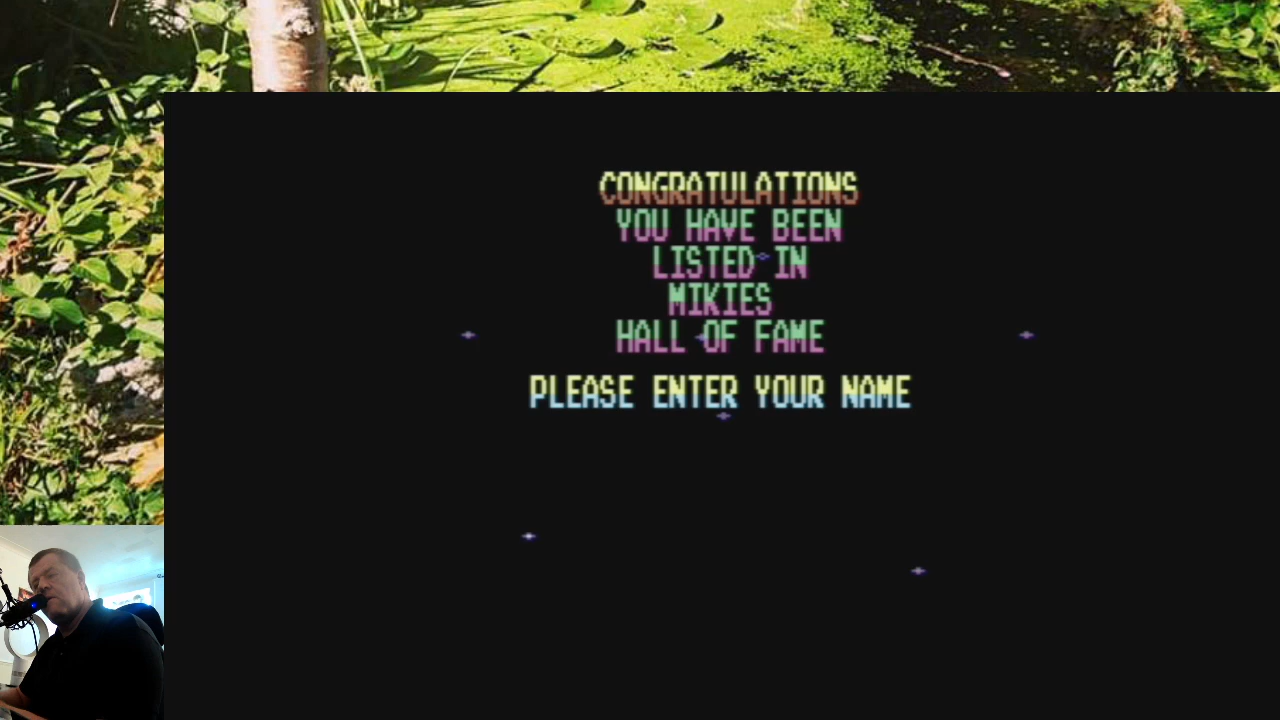 CONGRATULATIONS
YOU HAVE BEEN
LISTED IN
MIKIES
HALL OF FAME
PLEASE ENTER YOUR NAME